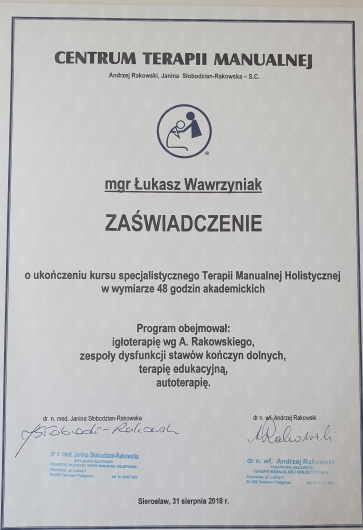 CENTRUM TERAPII MANUALNEJ
Andrzej Rakowski, Janina Słobodzian-Rakowska – S.C.
mgr Łukasz Wawrzyniak
ZAŚWIADCZENIE
o ukończeniu kursu specjalistycznego Terapii Manualnej Holistycznej
w wymiarze 48 godzin akademickich
Program obejmował:
igłoterapię wg A. Rakowskiego,
zespoły dysfunkcji stawów kończyn dolnych,
terapię edukacyjną,
autoterapię.
dr n. med. Janina Słobodzian-Rakowska
dr n. wf. Andrzej Rakowski
dr n. med. Janina Słobodzian-Rakowska
dr n. wf. Andrzej Rakowski
Sierosław, 31 sierpnia 2018 r.